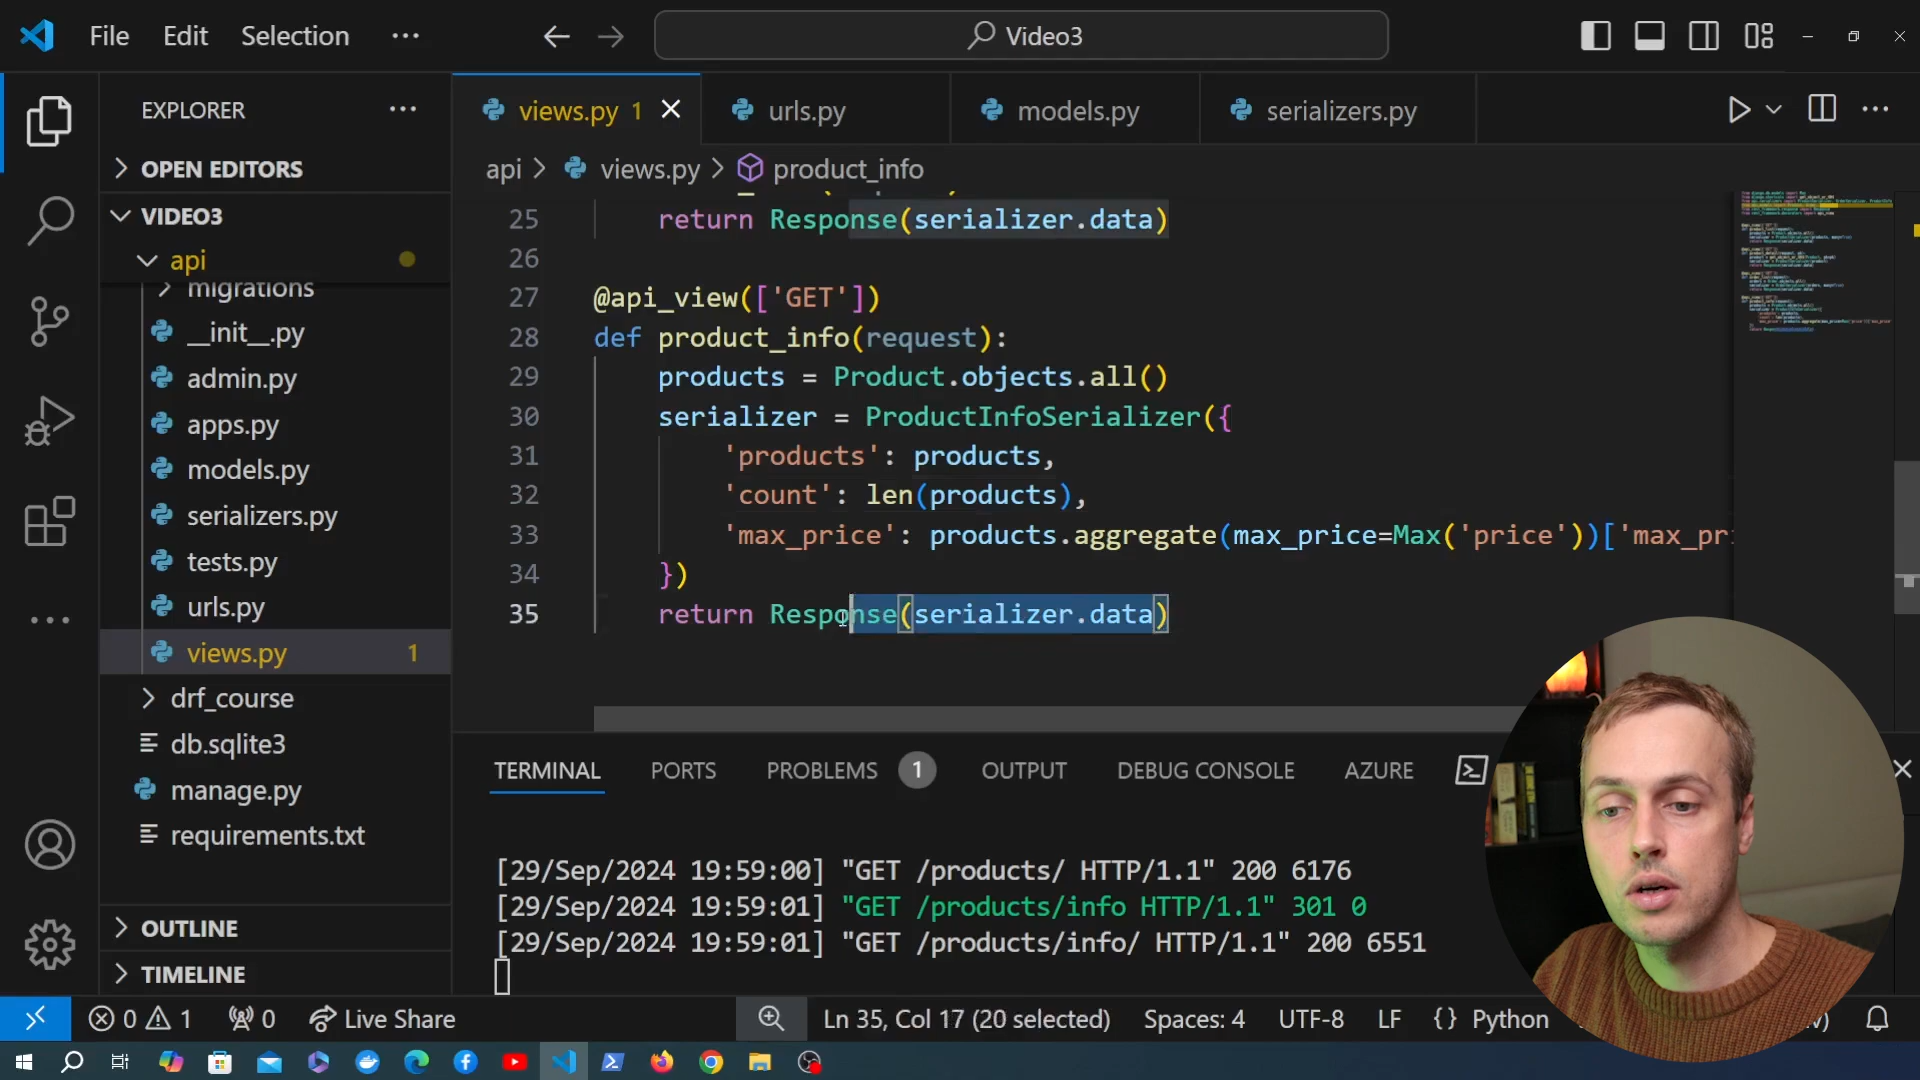 File Edit Selection ··· Video3
EXPLORER ···
OPEN EDITORS
VIDEO3
api
migrations
__init__.py
admin.py
apps.py
models.py
serializers.py
tests.py
urls.py
views.py 1
drf_course
db.sqlite3
manage.py
requirements.txt
OUTLINE
TIMELINE
views.py 1 urls.py models.py serializers.py
api > views.py > product_info
25 return Response(serializer.data)
26
27 @api_view(['GET'])
28 def product_info(request):
29 products = Product.objects.all()
30 serializer = ProductInfoSerializer({
31 'products': products,
32 'count': len(products),
33 'max_price': products.aggregate(max_price=Max('price'))['max_pri
34 })
35 return Response(serializer.data)
TERMINAL PORTS PROBLEMS 1 OUTPUT DEBUG CONSOLE AZURE
[29/Sep/2024 19:59:00] "GET /products/ HTTP/1.1" 200 6176
[29/Sep/2024 19:59:01] "GET /products/info HTTP/1.1" 301 0
[29/Sep/2024 19:59:01] "GET /products/info/ HTTP/1.1" 200 6551
0 1 0 Live Share Ln 35, Col 17 (20 selected) Spaces: 4 UTF-8 LF {} Python